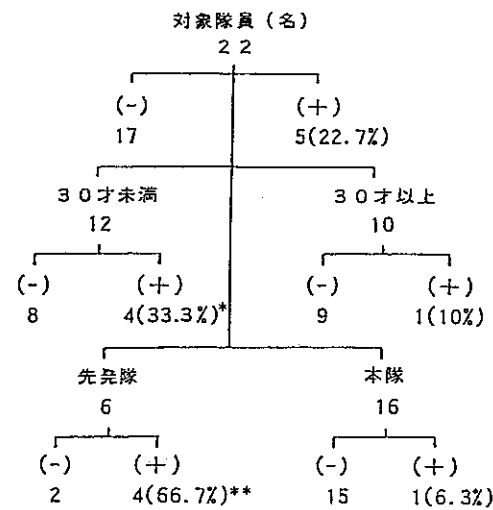 対象隊員(名)
22
(-) (+)
17 5(22.7%)
30才未満 30才以上
12 10
(-) (+) (-) (+)
8 4(33.3%)* 9 1(10%)
先発隊 本隊
6 16
(-) (+) (-) (+)
2 4(66.7%)** 15 1(6.3%)